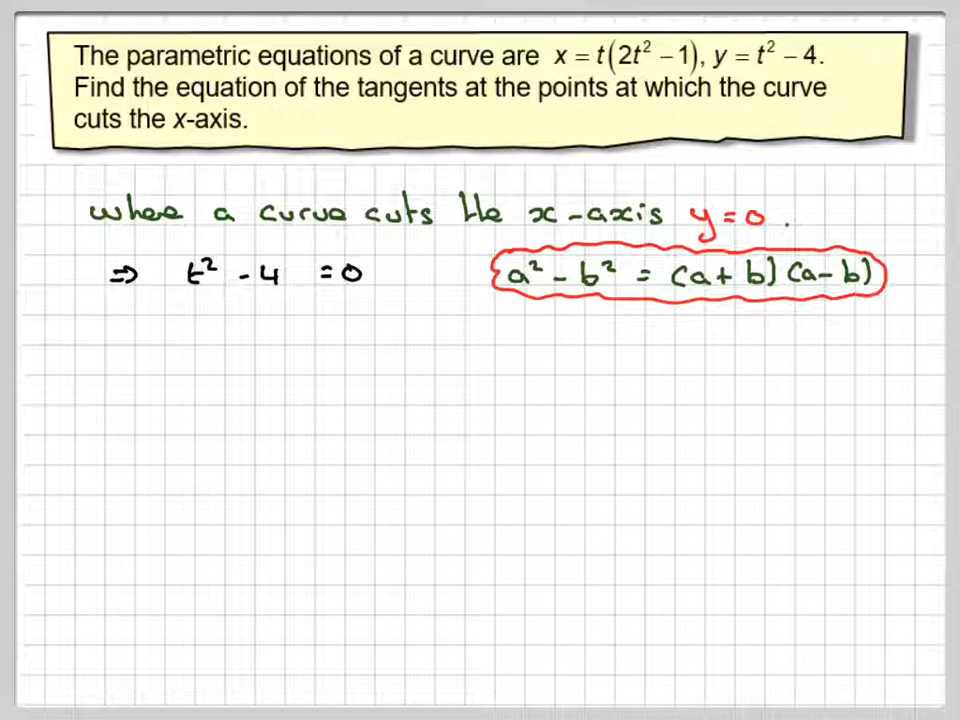 The parametric equations of a curve are x = t(2t² − 1), y = t² − 4.
Find the equation of the tangents at the points at which the curve
cuts the x-axis.
where a curve cuts the x-axis y = 0.
⇒ t² - 4 = 0 a² - b² = (a + b)(a - b)